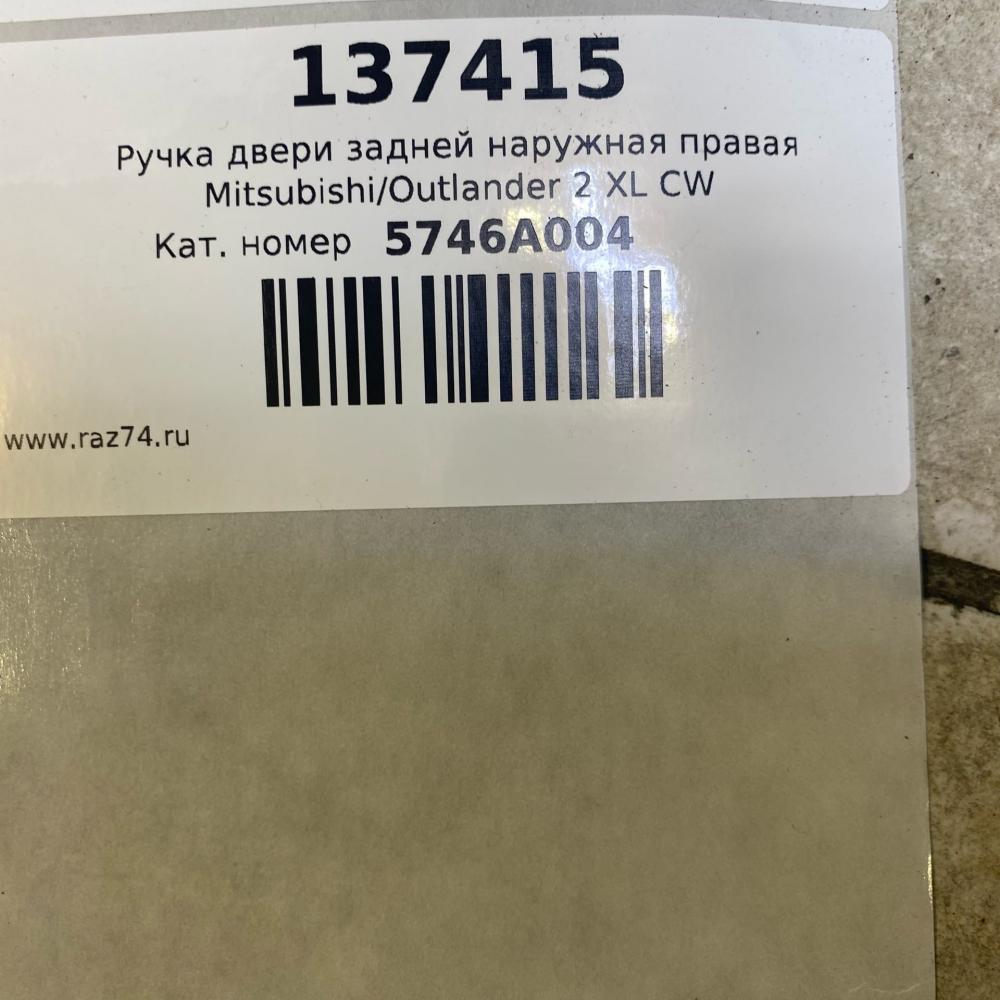 137415
Ручка двери задней наружная правая
Mitsubishi/Outlander 2 XL CW
Кат. номер 5746A004
www.raz74.ru